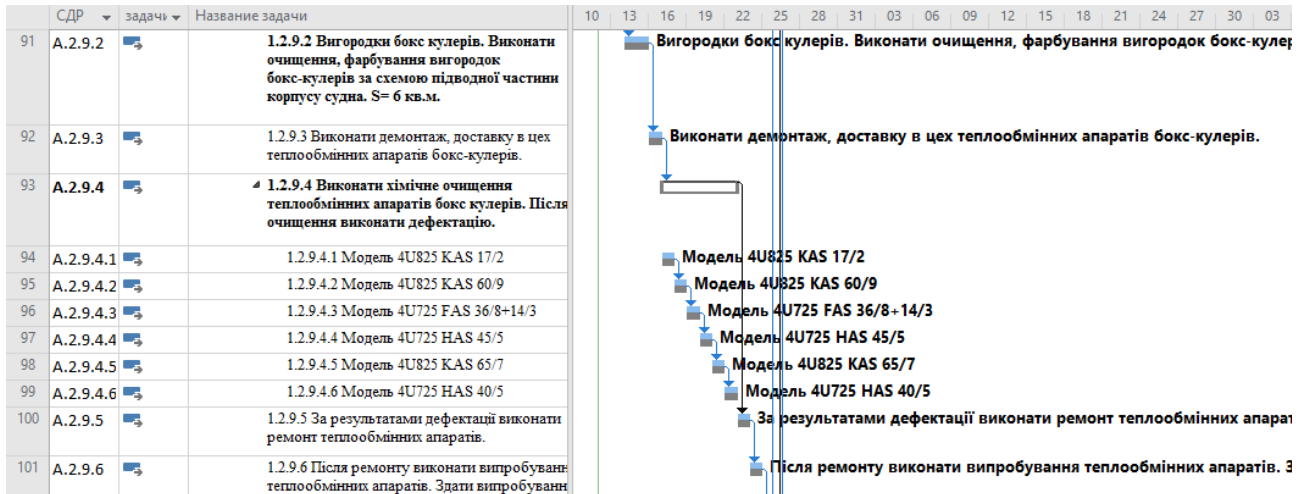 СДР задачи Название задачи 10 13 16 19 22 25 28 31 03 06 09 12 15 18 21 24 27 30 03
91 A.2.9.2 1.2.9.2 Вигородки бокс кулерів. Виконати
очищення, фарбування вигородок
бокс-кулерів за схемою підводної частини
корпусу судна. S= 6 кв.м.
Вигородки бокс кулерів. Виконати очищення, фарбування вигородок бокс-кулер
92 A.2.9.3 1.2.9.3 Виконати демонтаж, доставку в цех
теплообмінних апаратів бокс-кулерів.
Виконати демонтаж, доставку в цех теплообмінних апаратів бокс-кулерів.
93 A.2.9.4 1.2.9.4 Виконати хімічне очищення
теплообмінних апаратів бокс кулерів. Після
очищення виконати дефектацію.
94 A.2.9.4.1 1.2.9.4.1 Модель 4U825 KAS 17/2 Модель 4U825 KAS 17/2
95 A.2.9.4.2 1.2.9.4.2 Модель 4U825 KAS 60/9 Модель 4U825 KAS 60/9
96 A.2.9.4.3 1.2.9.4.3 Модель 4U725 FAS 36/8+14/3 Модель 4U725 FAS 36/8+14/3
97 A.2.9.4.4 1.2.9.4.4 Модель 4U725 HAS 45/5 Модель 4U725 HAS 45/5
98 A.2.9.4.5 1.2.9.4.5 Модель 4U825 KAS 65/7 Модель 4U825 KAS 65/7
99 A.2.9.4.6 1.2.9.4.6 Модель 4U725 HAS 40/5 Модель 4U725 HAS 40/5
100 A.2.9.5 1.2.9.5 За результатами дефектації виконати
ремонт теплообмінних апаратів.
За результатами дефектації виконати ремонт теплообмінних апарат
101 A.2.9.6 1.2.9.6 Після ремонту виконати випробуванн
теплообмінних апаратів. Здати випробуванн
Після ремонту виконати випробування теплообмінних апаратів. З